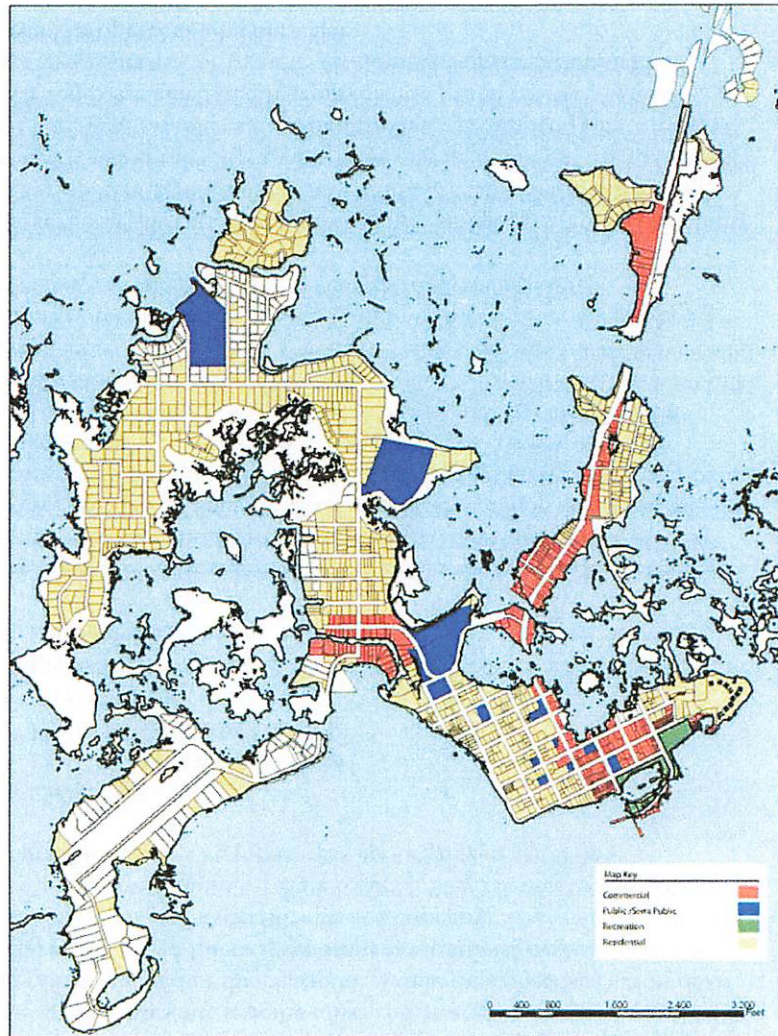 Map Key
Commercial
Public /Semi Public
Recreation
Residential
0 400 800 1,600 2,400 3,200
Feet